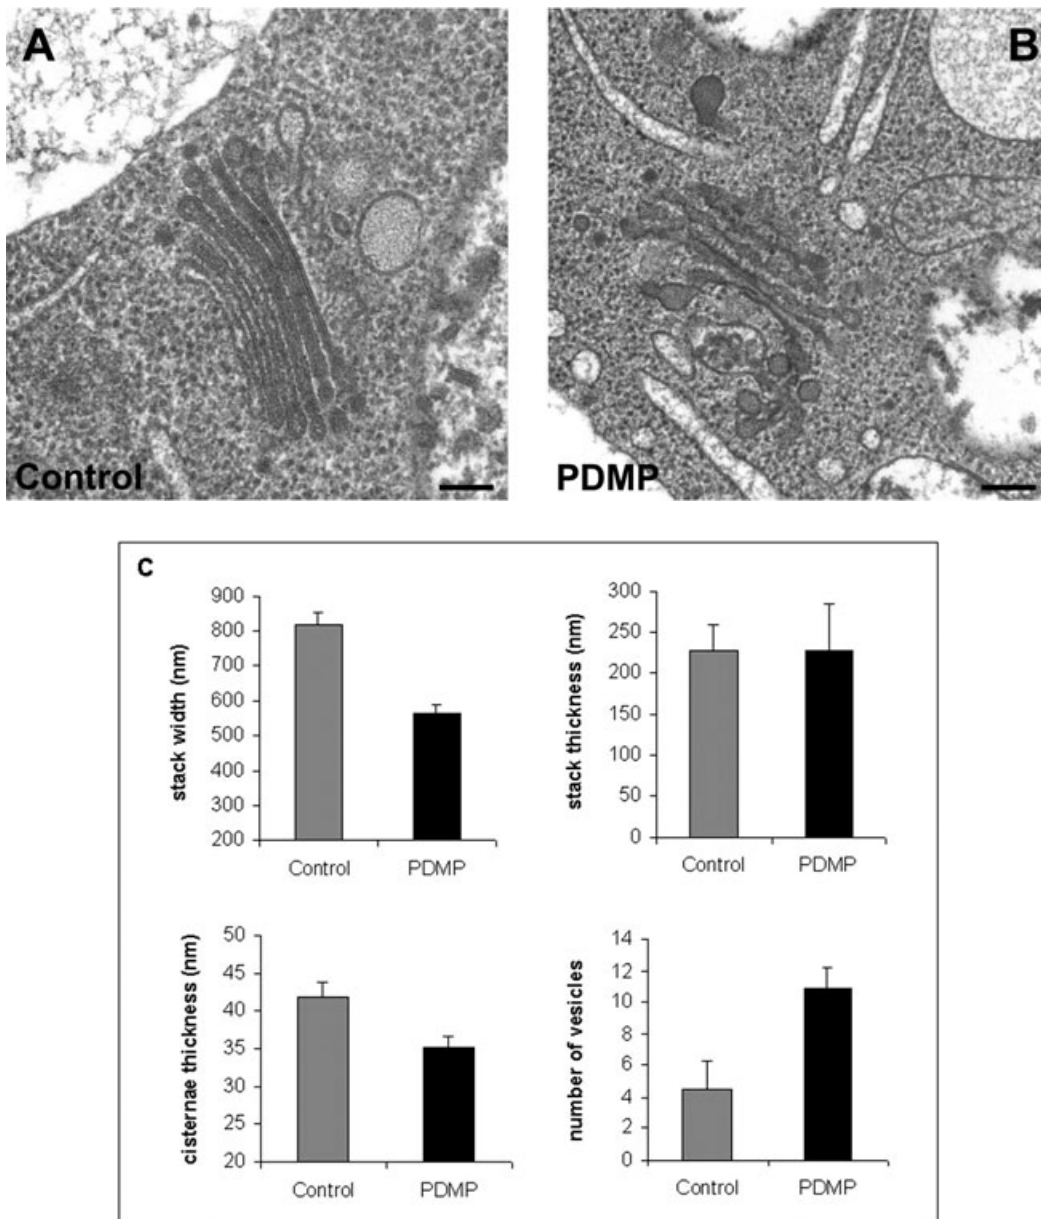 A
B
Control
PDMP
C
900
800
700
600
500
400
300
200
stack width (nm)
Control
PDMP
300
250
200
150
100
50
0
stack thickness (nm)
Control
PDMP
50
45
40
35
30
25
20
cisternae thickness (nm)
Control
PDMP
14
12
10
8
6
4
2
0
number of vesicles
Control
PDMP